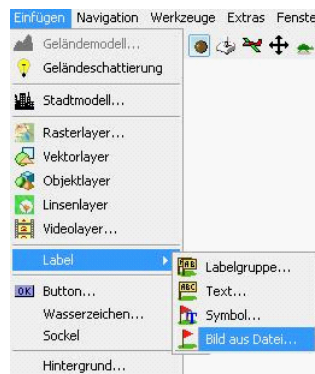 Einfügen Navigation Werkzeuge Extras Fenste
Geländemodell...
Geländeschattierung
Stadtmodell...
Rasterlayer...
Vektorlayer
Objektlayer
Linsenlayer
Videolayer...
Label
Labelgruppe...
Text...
Symbol...
Bild aus Datei...
OK Button...
Wasserzeichen...
Sockel
Hintergrund...